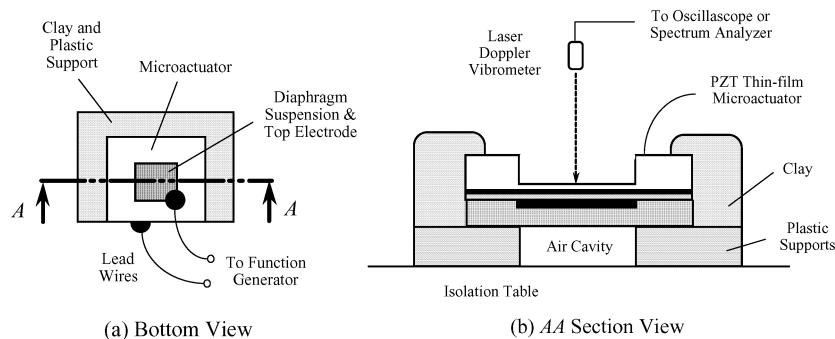 Clay and
Plastic
Support
Microactuator
Diaphragm
Suspension &
Top Electrode
A
A
Lead
Wires
To Function
Generator
(a) Bottom View
To Oscillascope or
Spectrum Analyzer
Laser
Doppler
Vibrometer
PZT Thin-film
Microactuator
Clay
Plastic
Supports
Air Cavity
Isolation Table
(b) AA Section View